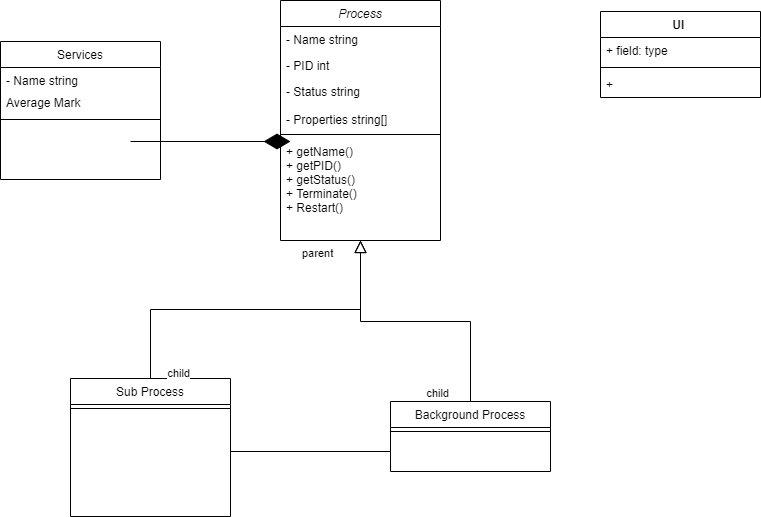 Services
- Name string
Average Mark
Process
- Name string
- PID int
- Status string
- Properties string[]
+ getName()
+ getPID()
+ getStatus()
+ Terminate()
+ Restart()
UI
+ field: type
+
parent
child
Sub Process
child
Background Process